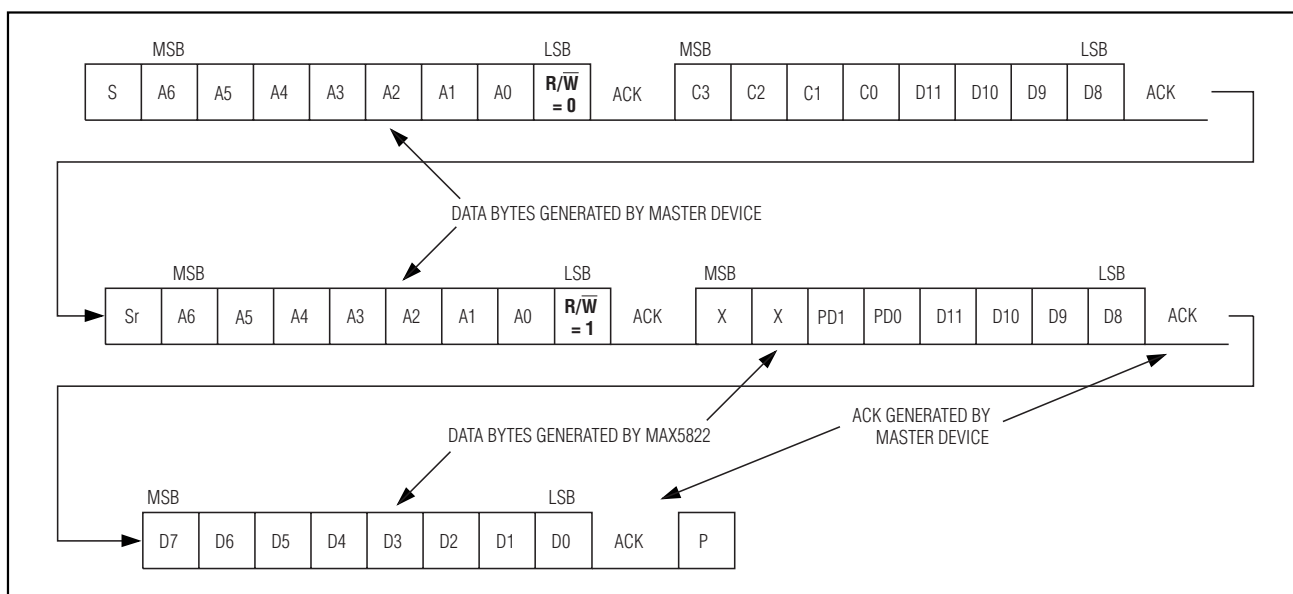 MSB LSB MSB LSB
S A6 A5 A4 A3 A2 A1 A0 R/W̅ = 0 ACK C3 C2 C1 C0 D11 D10 D9 D8 ACK
DATA BYTES GENERATED BY MASTER DEVICE
MSB LSB MSB LSB
Sr A6 A5 A4 A3 A2 A1 A0 R/W̅ = 1 ACK X X PD1 PD0 D11 D10 D9 D8 ACK
DATA BYTES GENERATED BY MAX5822
ACK GENERATED BY
MASTER DEVICE
MSB LSB
D7 D6 D5 D4 D3 D2 D1 D0 ACK P